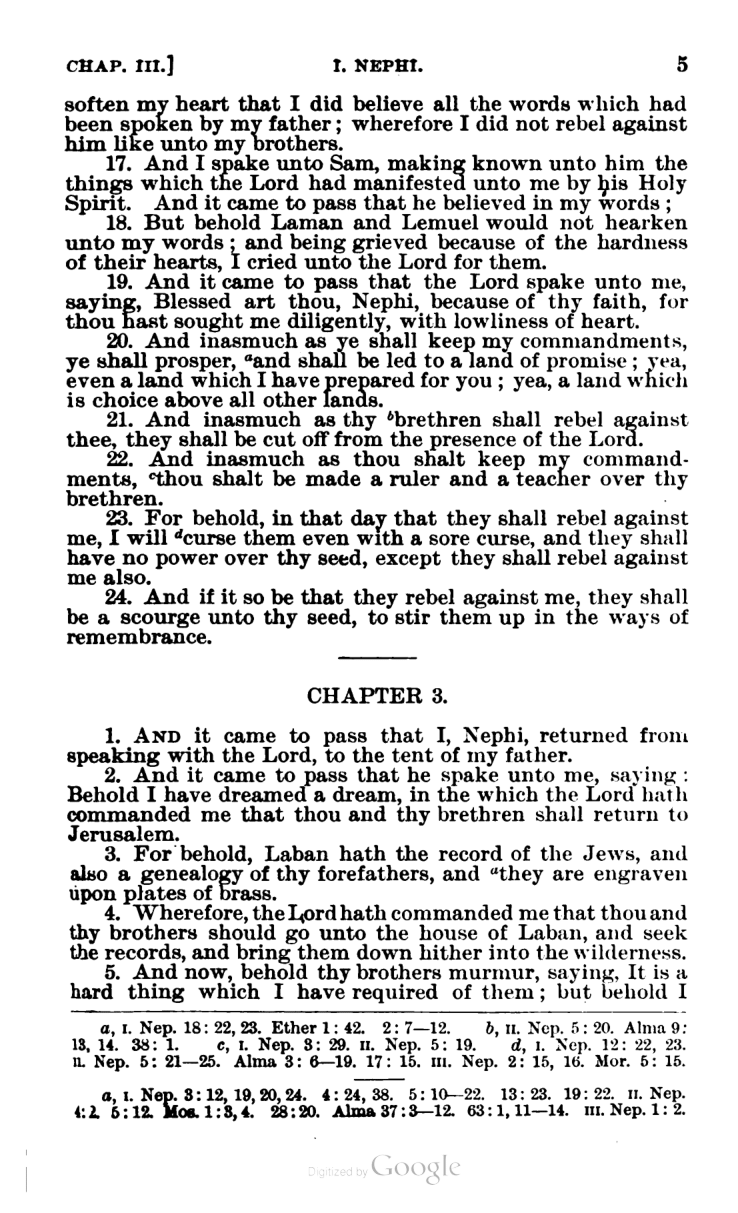 CHAP. III.] I. NEPHI. 5
soften my heart that I did believe all the words which had
been spoken by my father; wherefore I did not rebel against
him like unto my brothers.
17. And I spake unto Sam, making known unto him the
things which the Lord had manifested unto me by his Holy
Spirit. And it came to pass that he believed in my words;
18. But behold Laman and Lemuel would not hearken
unto my words; and being grieved because of the hardness
of their hearts, I cried unto the Lord for them.
19. And it came to pass that the Lord spake unto me,
saying, Blessed art thou, Nephi, because of thy faith, for
thou hast sought me diligently, with lowliness of heart.
20. And inasmuch as ye shall keep my commandments,
ye shall prosper, ᵃand shall be led to a land of promise; yea,
even a land which I have prepared for you; yea, a land which
is choice above all other lands.
21. And inasmuch as thy ᵇbrethren shall rebel against
thee, they shall be cut off from the presence of the Lord.
22. And inasmuch as thou shalt keep my command-
ments, ᶜthou shalt be made a ruler and a teacher over thy
brethren.
23. For behold, in that day that they shall rebel against
me, I will ᵈcurse them even with a sore curse, and they shall
have no power over thy seed, except they shall rebel against
me also.
24. And if it so be that they rebel against me, they shall
be a scourge unto thy seed, to stir them up in the ways of
remembrance.
CHAPTER 3.
1. AND it came to pass that I, Nephi, returned from
speaking with the Lord, to the tent of my father.
2. And it came to pass that he spake unto me, saying:
Behold I have dreamed a dream, in the which the Lord hath
commanded me that thou and thy brethren shall return to
Jerusalem.
3. For behold, Laban hath the record of the Jews, and
also a genealogy of thy forefathers, and ᵃthey are engraven
upon plates of brass.
4. Wherefore, the Lord hath commanded me that thou and
thy brothers should go unto the house of Laban, and seek
the records, and bring them down hither into the wilderness.
5. And now, behold thy brothers murmur, saying, It is a
hard thing which I have required of them; but behold I
a, I. Nep. 18: 22, 23. Ether 1: 42. 2: 7—12. b, II. Nep. 5: 20. Alma 9:
13, 14. 38: 1. c, I. Nep. 3: 29. II. Nep. 5: 19. d, I. Nep. 12: 22, 23.
II. Nep. 5: 21—25. Alma 3: 6—19. 17: 15. III. Nep. 2: 15, 16. Mor. 5: 15.
a, I. Nep. 3: 12, 19, 20, 24. 4: 24, 38. 5: 10—22. 13: 23. 19: 22. II. Nep.
4: 2. 5: 12. Mos. 1: 3, 4. 28: 20. Alma 37: 3—12. 63: 1, 11—14. III. Nep. 1: 2.
Digitized by Google